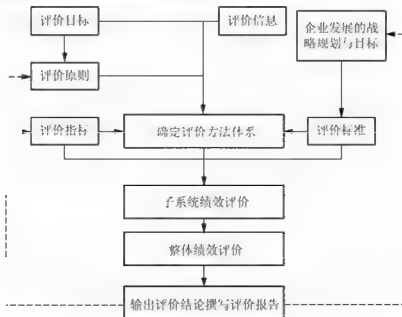 评价目标
评价信息
企业发展的战
略规划与目标
评价原则
评价指标
确定评价方法体系
评价标准
子系统绩效评价
整体绩效评价
输出评价结论撰写评价报告